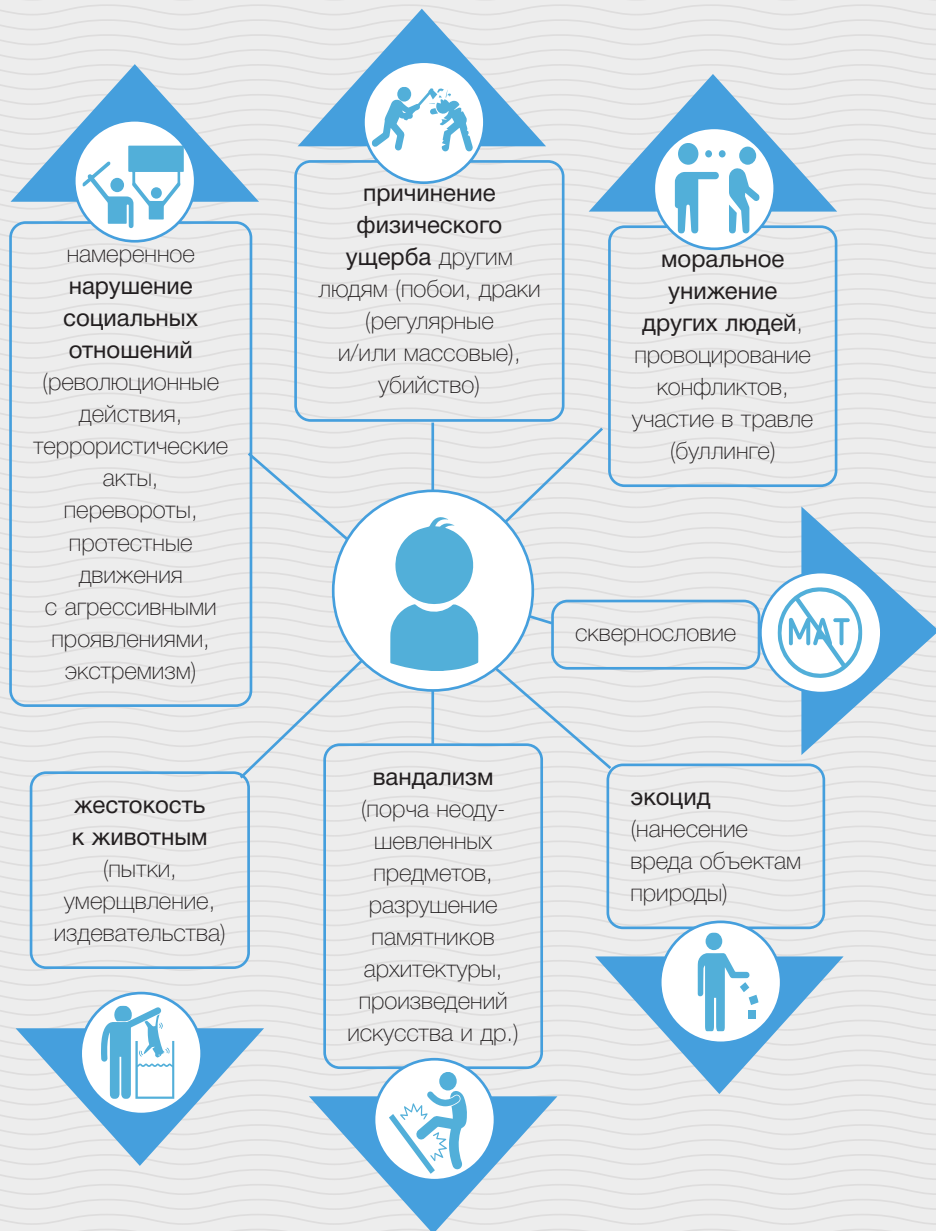 намеренное
нарушение
социальных
отношений
(революционные
действия,
террористические
акты,
перевороты,
протестные
движения
с агрессивными
проявлениями,
экстремизм)
причинение
физического
ущерба другим
людям (побои, драки
(регулярные
и/или массовые),
убийство)
моральное
унижение
других людей,
провоцирование
конфликтов,
участие в травле
(буллинге)
сквернословие
МАТ
жестокость
к животным
(пытки,
умерщвление,
издевательства)
вандализм
(порча неоду-
шевленных
предметов,
разрушение
памятников
архитектуры,
произведений
искусства и др.)
экоцид
(нанесение
вреда объектам
природы)